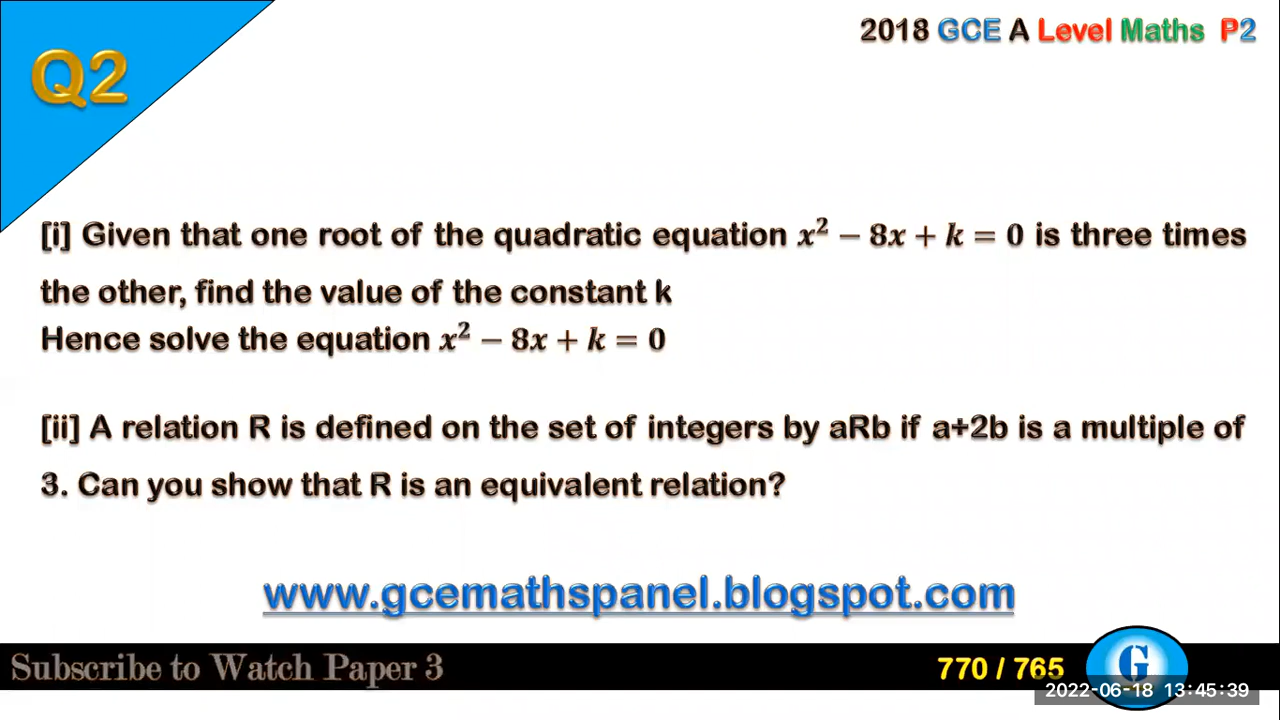 2018 GCE A Level Maths P2
Q2
[i] Given that one root of the quadratic equation x² − 8x + k = 0 is three times
the other, find the value of the constant k
Hence solve the equation x² − 8x + k = 0
[ii] A relation R is defined on the set of integers by aRb if a+2b is a multiple of
3. Can you show that R is an equivalent relation?
www.gcemathspanel.blogspot.com
Subscribe to Watch Paper 3
770 / 765
G
2022-06-18 13:45:39